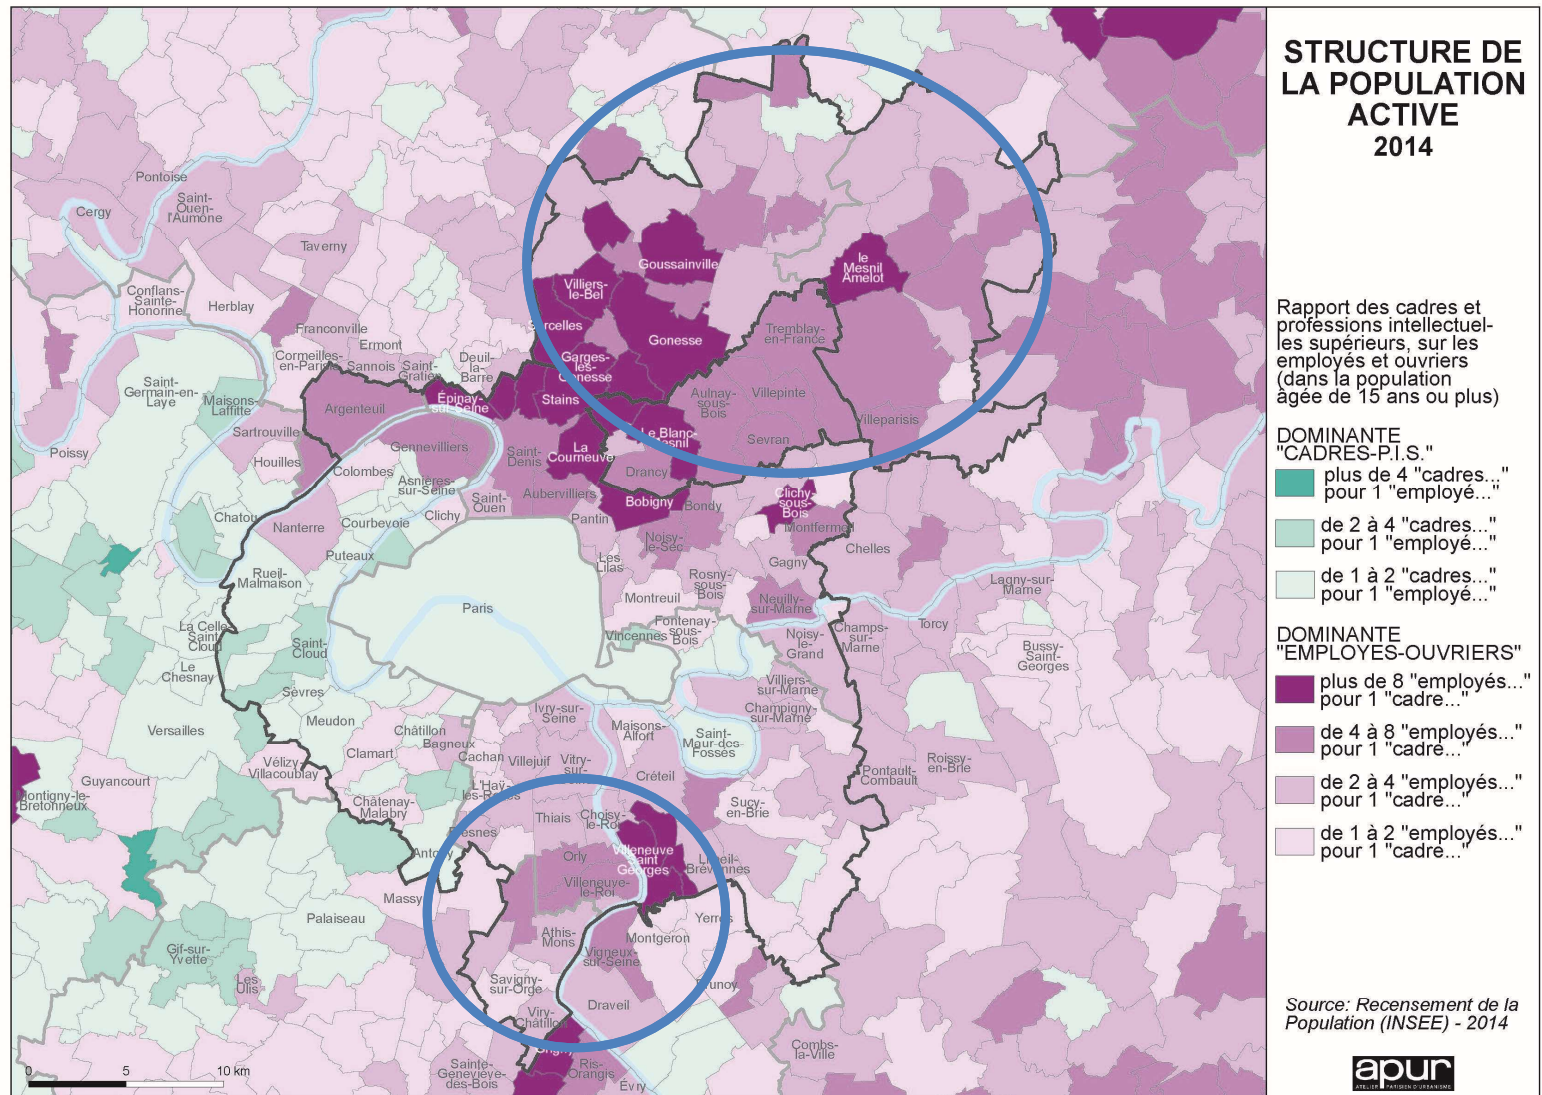 STRUCTURE DE
LA POPULATION
ACTIVE
2014
Rapport des cadres et
professions intellectuel-
les supérieurs, sur les
employés et ouvriers
(dans la population
âgée de 15 ans ou plus)
DOMINANTE
"CADRES-P.I.S."
plus de 4 "cadres..."
pour 1 "employé..."
de 2 à 4 "cadres..."
pour 1 "employé..."
de 1 à 2 "cadres..."
pour 1 "employé..."
DOMINANTE
"EMPLOYES-OUVRIERS"
plus de 8 "employés..."
pour 1 "cadre..."
de 4 à 8 "employés..."
pour 1 "cadre..."
de 2 à 4 "employés..."
pour 1 "cadre..."
de 1 à 2 "employés..."
pour 1 "cadre..."
Source: Recensement de la
Population (INSEE) - 2014
apur
ATELIER PARISIEN D'URBANISME
Pontoise
Saint-
Ouen-
l'Aumône
Cergy
Taverny
Conflans-
Sainte-
Honorine
Herblay
Franconville
Ermont
Cormeilles-
en-Parisis
Sannois
Saint-
Gratien
Deuil-
la-
Barre
Goussainville
le
Mesnil
Amelot
Villiers-
le-Bel
Sarcelles
Gonesse
Garges-
les-
Gonesse
Tremblay-
en-France
Saint-
Germain-en-
Laye
Maisons-
Laffitte
Argenteuil
Épinay-
sur-Seine
Stains
Aulnay-
sous-
Bois
Villepinte
Villeparisis
Sartrouville
Gennevilliers
La
Courneuve
Le Blanc-
Mesnil
Sevran
Poissy
Houilles
Colombes
Saint-
Denis
Drancy
Asnières-
sur-Seine
Saint-
Ouen
Aubervilliers
Bobigny
Bondy
Clichy-
sous-
Bois
Chatou
Nanterre
Courbevoie
Clichy
Pantin
Montfermeil
Puteaux
Noisy-
le-Sec
Chelles
Les
Lilas
Gagny
Rueil-
Malmaison
Rosny-
sous-
Bois
Lagny-sur-
Marne
Paris
Montreuil
Neuilly-
sur-Marne
Torcy
La Celle-
Saint-
Cloud
Saint-
Cloud
Vincennes
Fontenay-
sous-
Bois
Noisy-
le-
Grand
Champs-
sur-
Marne
Bussy-
Saint-
Georges
Le
Chesnay
Sèvres
Villiers-
sur-Marne
Versailles
Meudon
Châtillon
Bagneux
Ivry-sur-
Seine
Maisons-
Alfort
Saint-
Maur-des-
Fossés
Champigny-
sur-Marne
Vélizy-
Villacoublay
Clamart
Cachan
Villejuif
Vitry-
sur-
Créteil
Roissy-
en-Brie
Pontault-
Combault
Guyancourt
Montigny-le-
Bretonneux
Châtenay-
Malabry
L'Haÿ-
les-Roses
Thiais
Choisy-
le-Roi
Sucy-
en-Brie
Fresnes
Antony
Orly
Villeneuve
Saint
Georges
Limeil-
Brévannes
Massy
Villeneuve-
le-Roi
Palaiseau
Athis-
Mons
Montgeron
Yerres
Gif-sur-
Yvette
Vigneux-
sur-Seine
Les
Ulis
Savigny-
sur-Orge
Brunoy
Draveil
Viry-
Châtillon
Combs-
la-Ville
Grigny
Sainte-
Geneviève-
des-Bois
Ris-
Orangis
Évry
0 5 10 km